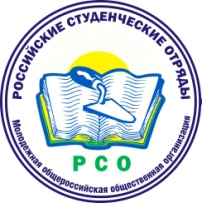 РОССИЙСКИЕ СТУДЕНЧЕСКИЕ ОТРЯДЫ
РСО
Молодежная общероссийская общественная организация